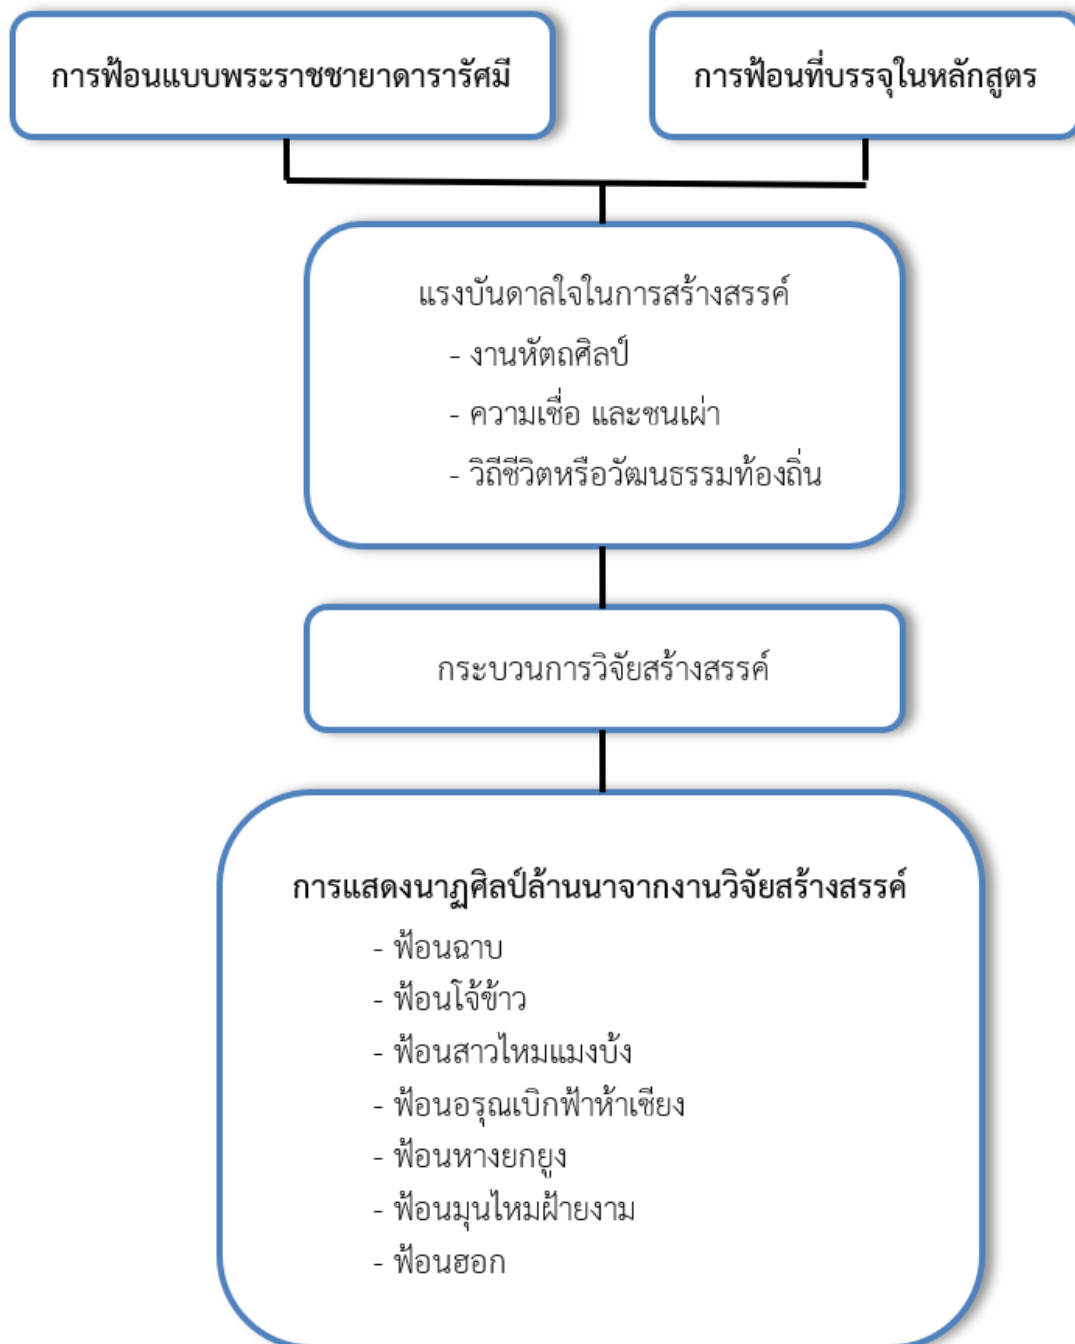 การฟ้อนแบบพระราชชายาดารารัศมี
การฟ้อนที่บรรจุในหลักสูตร
แรงบันดาลใจในการสร้างสรรค์
- งานหัตถศิลป์
- ความเชื่อ และชนเผ่า
- วิถีชีวิตหรือวัฒนธรรมท้องถิ่น
กระบวนการวิจัยสร้างสรรค์
การแสดงนาฏศิลป์ล้านนาจากงานวิจัยสร้างสรรค์
- ฟ้อนฉาบ
- ฟ้อนโจ้ข้าว
- ฟ้อนสาวไหมแมงบ้ง
- ฟ้อนอรุณเบิกฟ้าห้าเชียง
- ฟ้อนหางยกยูง
- ฟ้อนมุนไหมฝ้ายงาม
- ฟ้อนฮอก